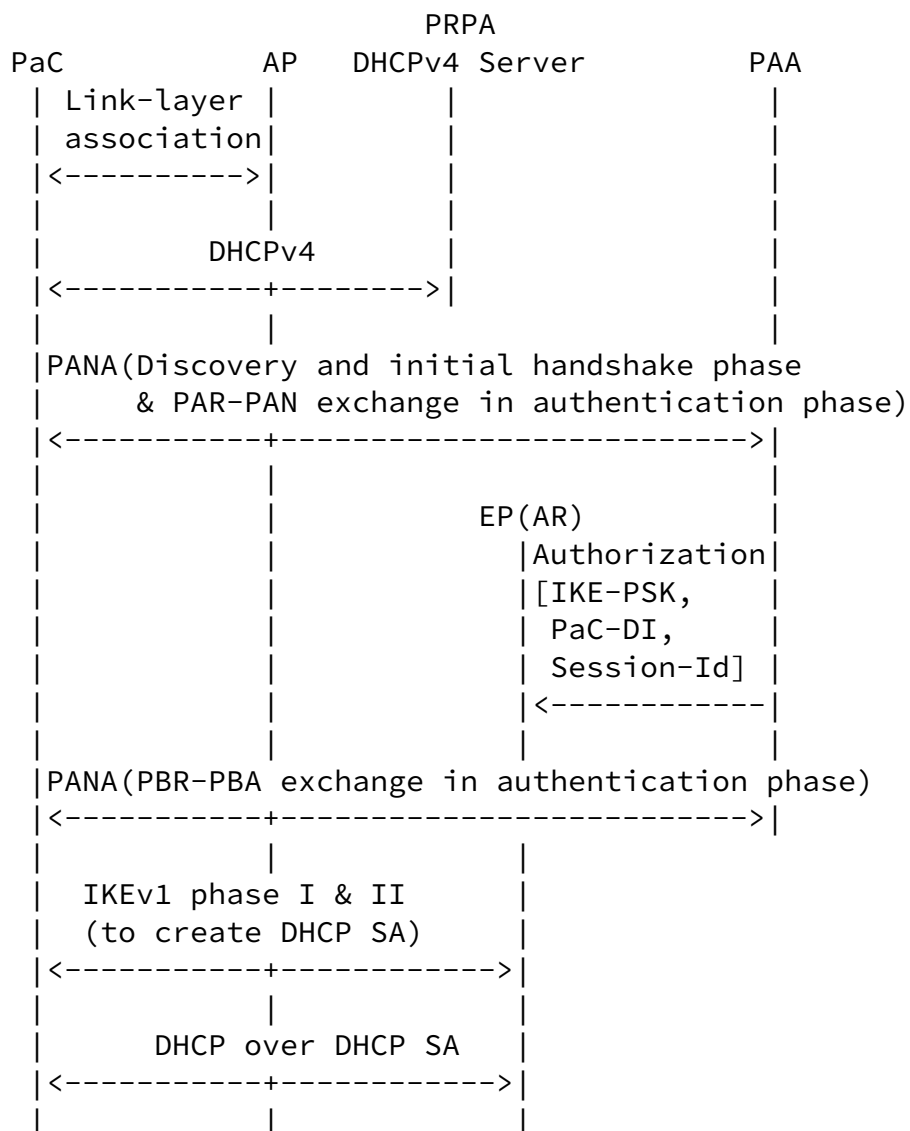 PRPA
PaC AP DHCPv4 Server PAA
Link-layer
association
DHCPv4
PANA(Discovery and initial handshake phase
& PAR-PAN exchange in authentication phase)
EP(AR)
Authorization
[IKE-PSK,
PaC-DI,
Session-Id]
PANA(PBR-PBA exchange in authentication phase)
IKEv1 phase I & II
(to create DHCP SA)
DHCP over DHCP SA